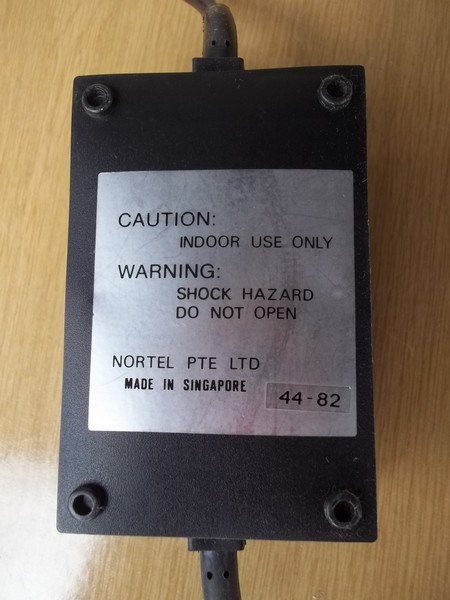 CAUTION:
INDOOR USE ONLY
WARNING:
SHOCK HAZARD
DO NOT OPEN
NORTEL PTE LTD
MADE IN SINGAPORE
44-82